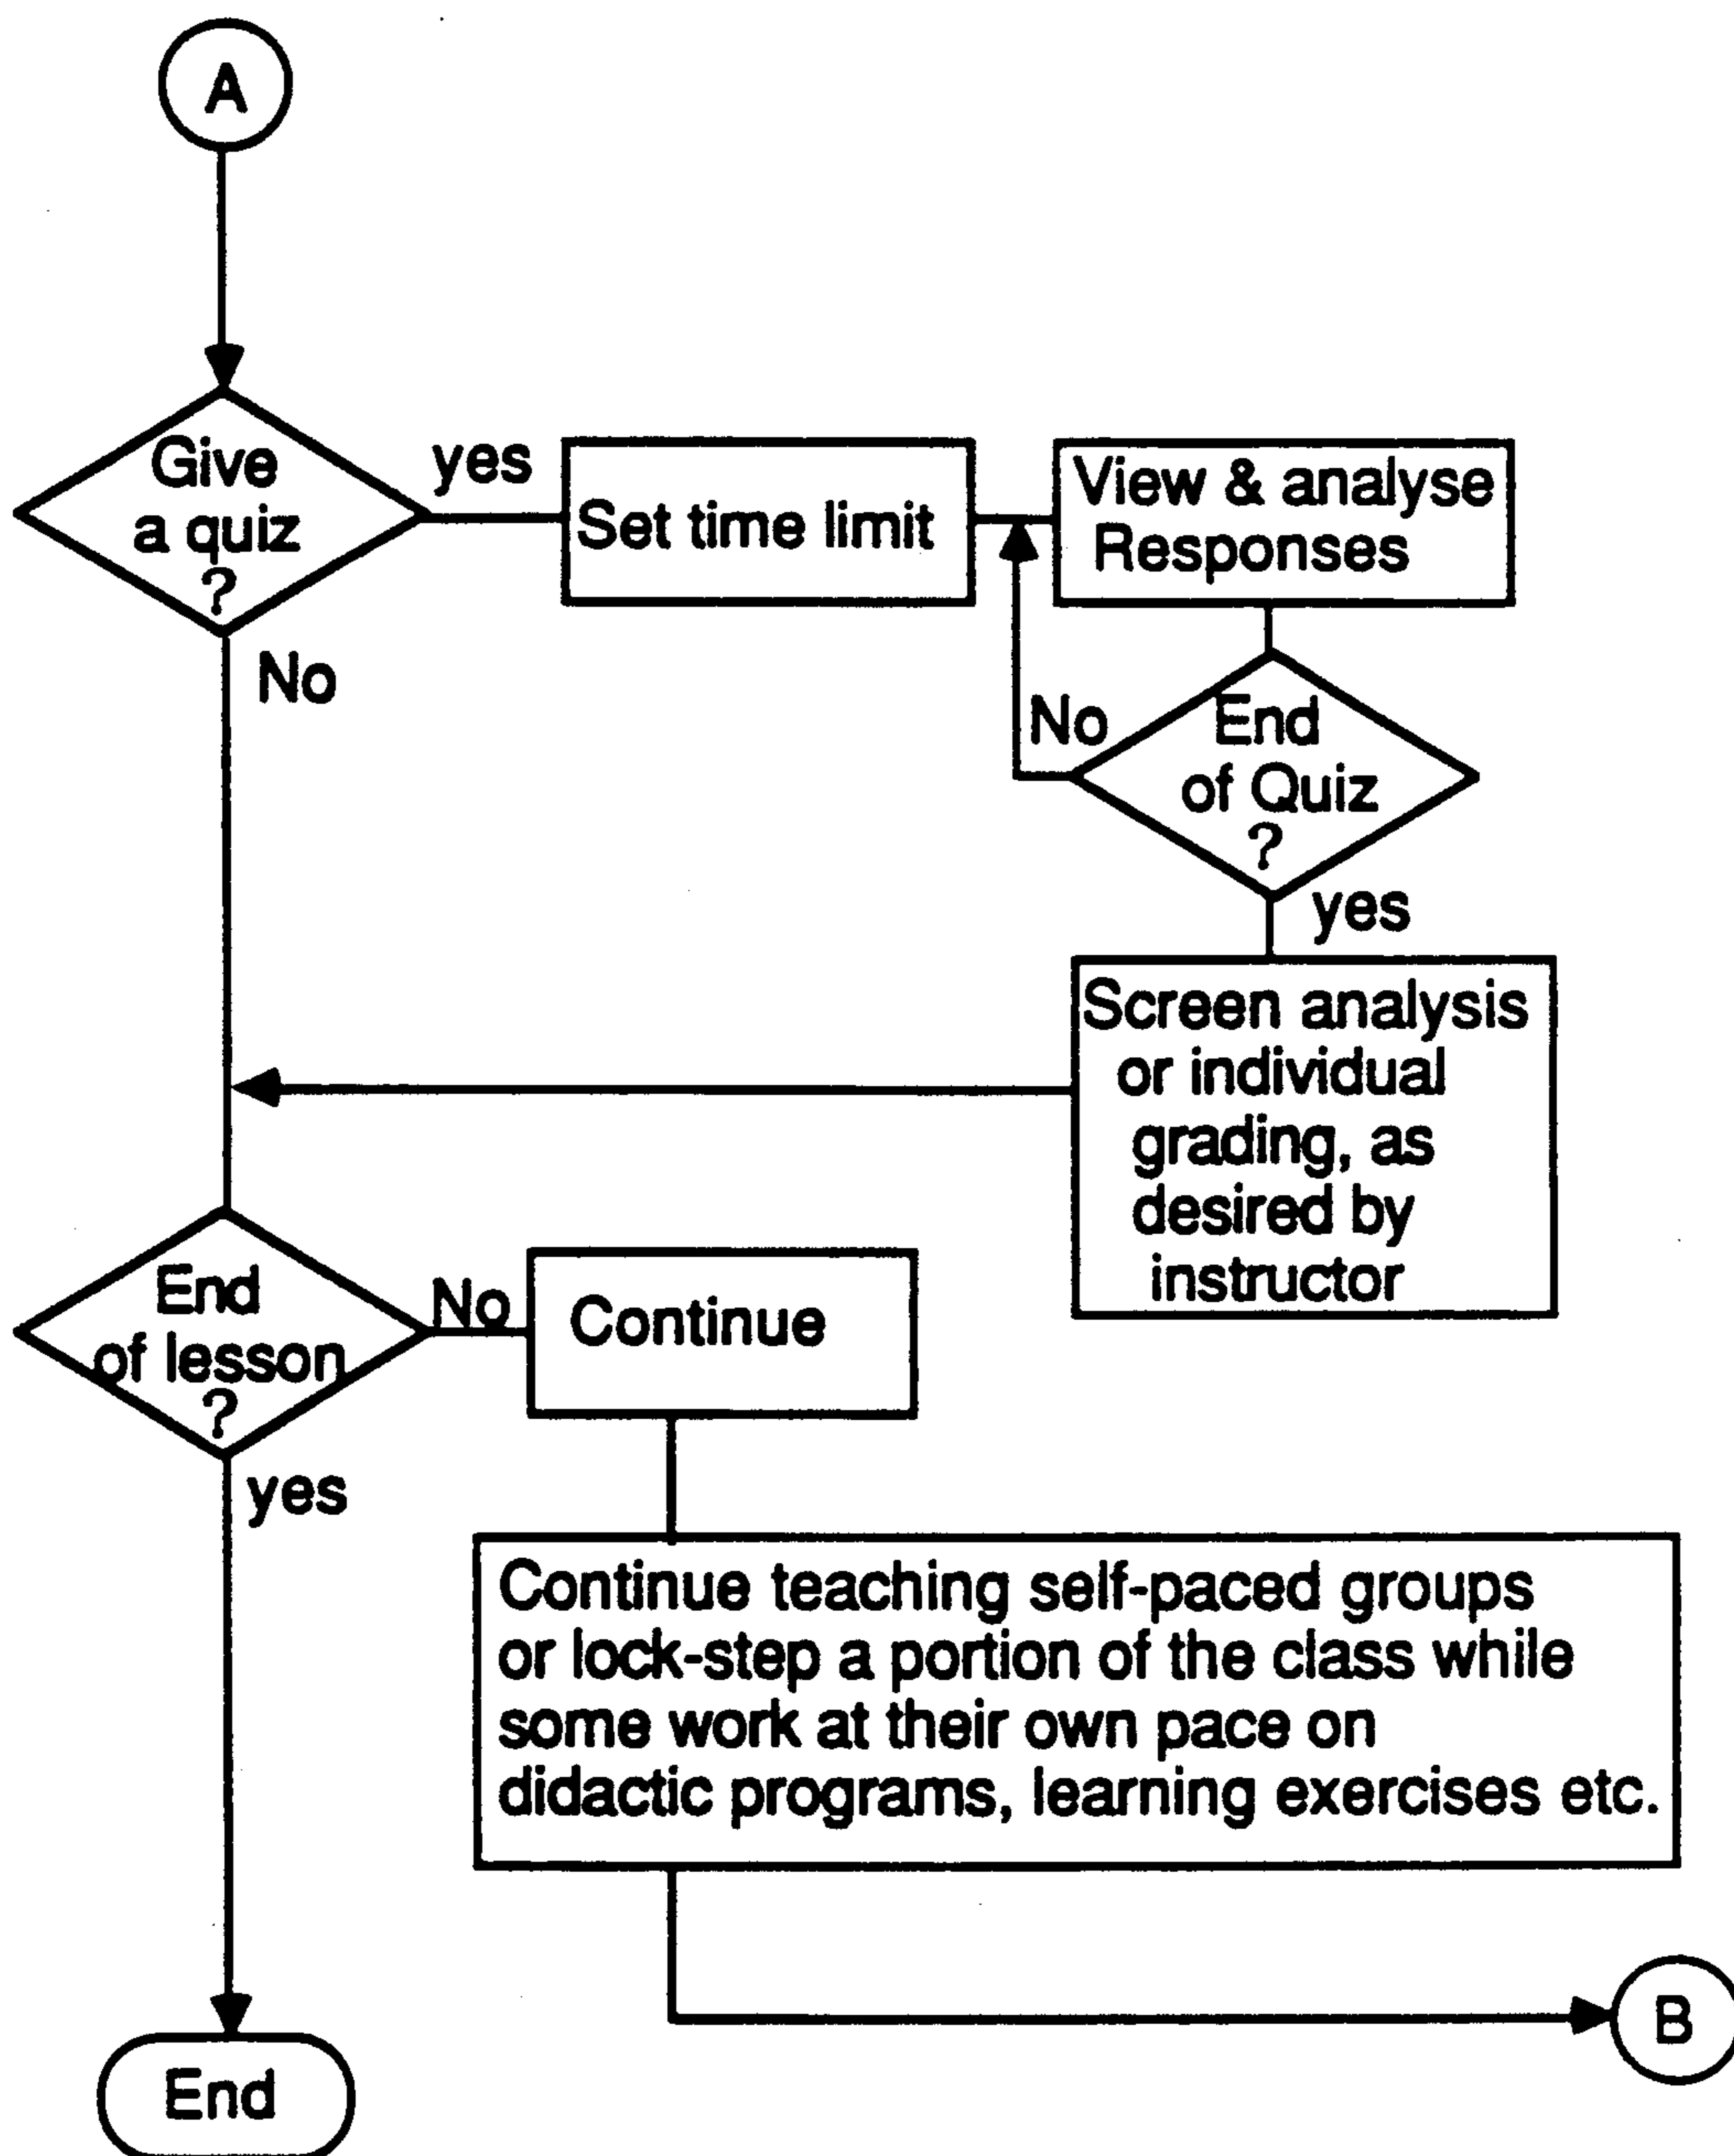 A
Give
a quiz
?
yes
Set time limit
View & analyse
Responses
No
No
End
of Quiz
?
yes
Screen analysis
or individual
grading, as
desired by
instructor
End
of lesson
?
No
Continue
yes
Continue teaching self-paced groups
or lock-step a portion of the class while
some work at their own pace on
didactic programs, learning exercises etc.
B
End